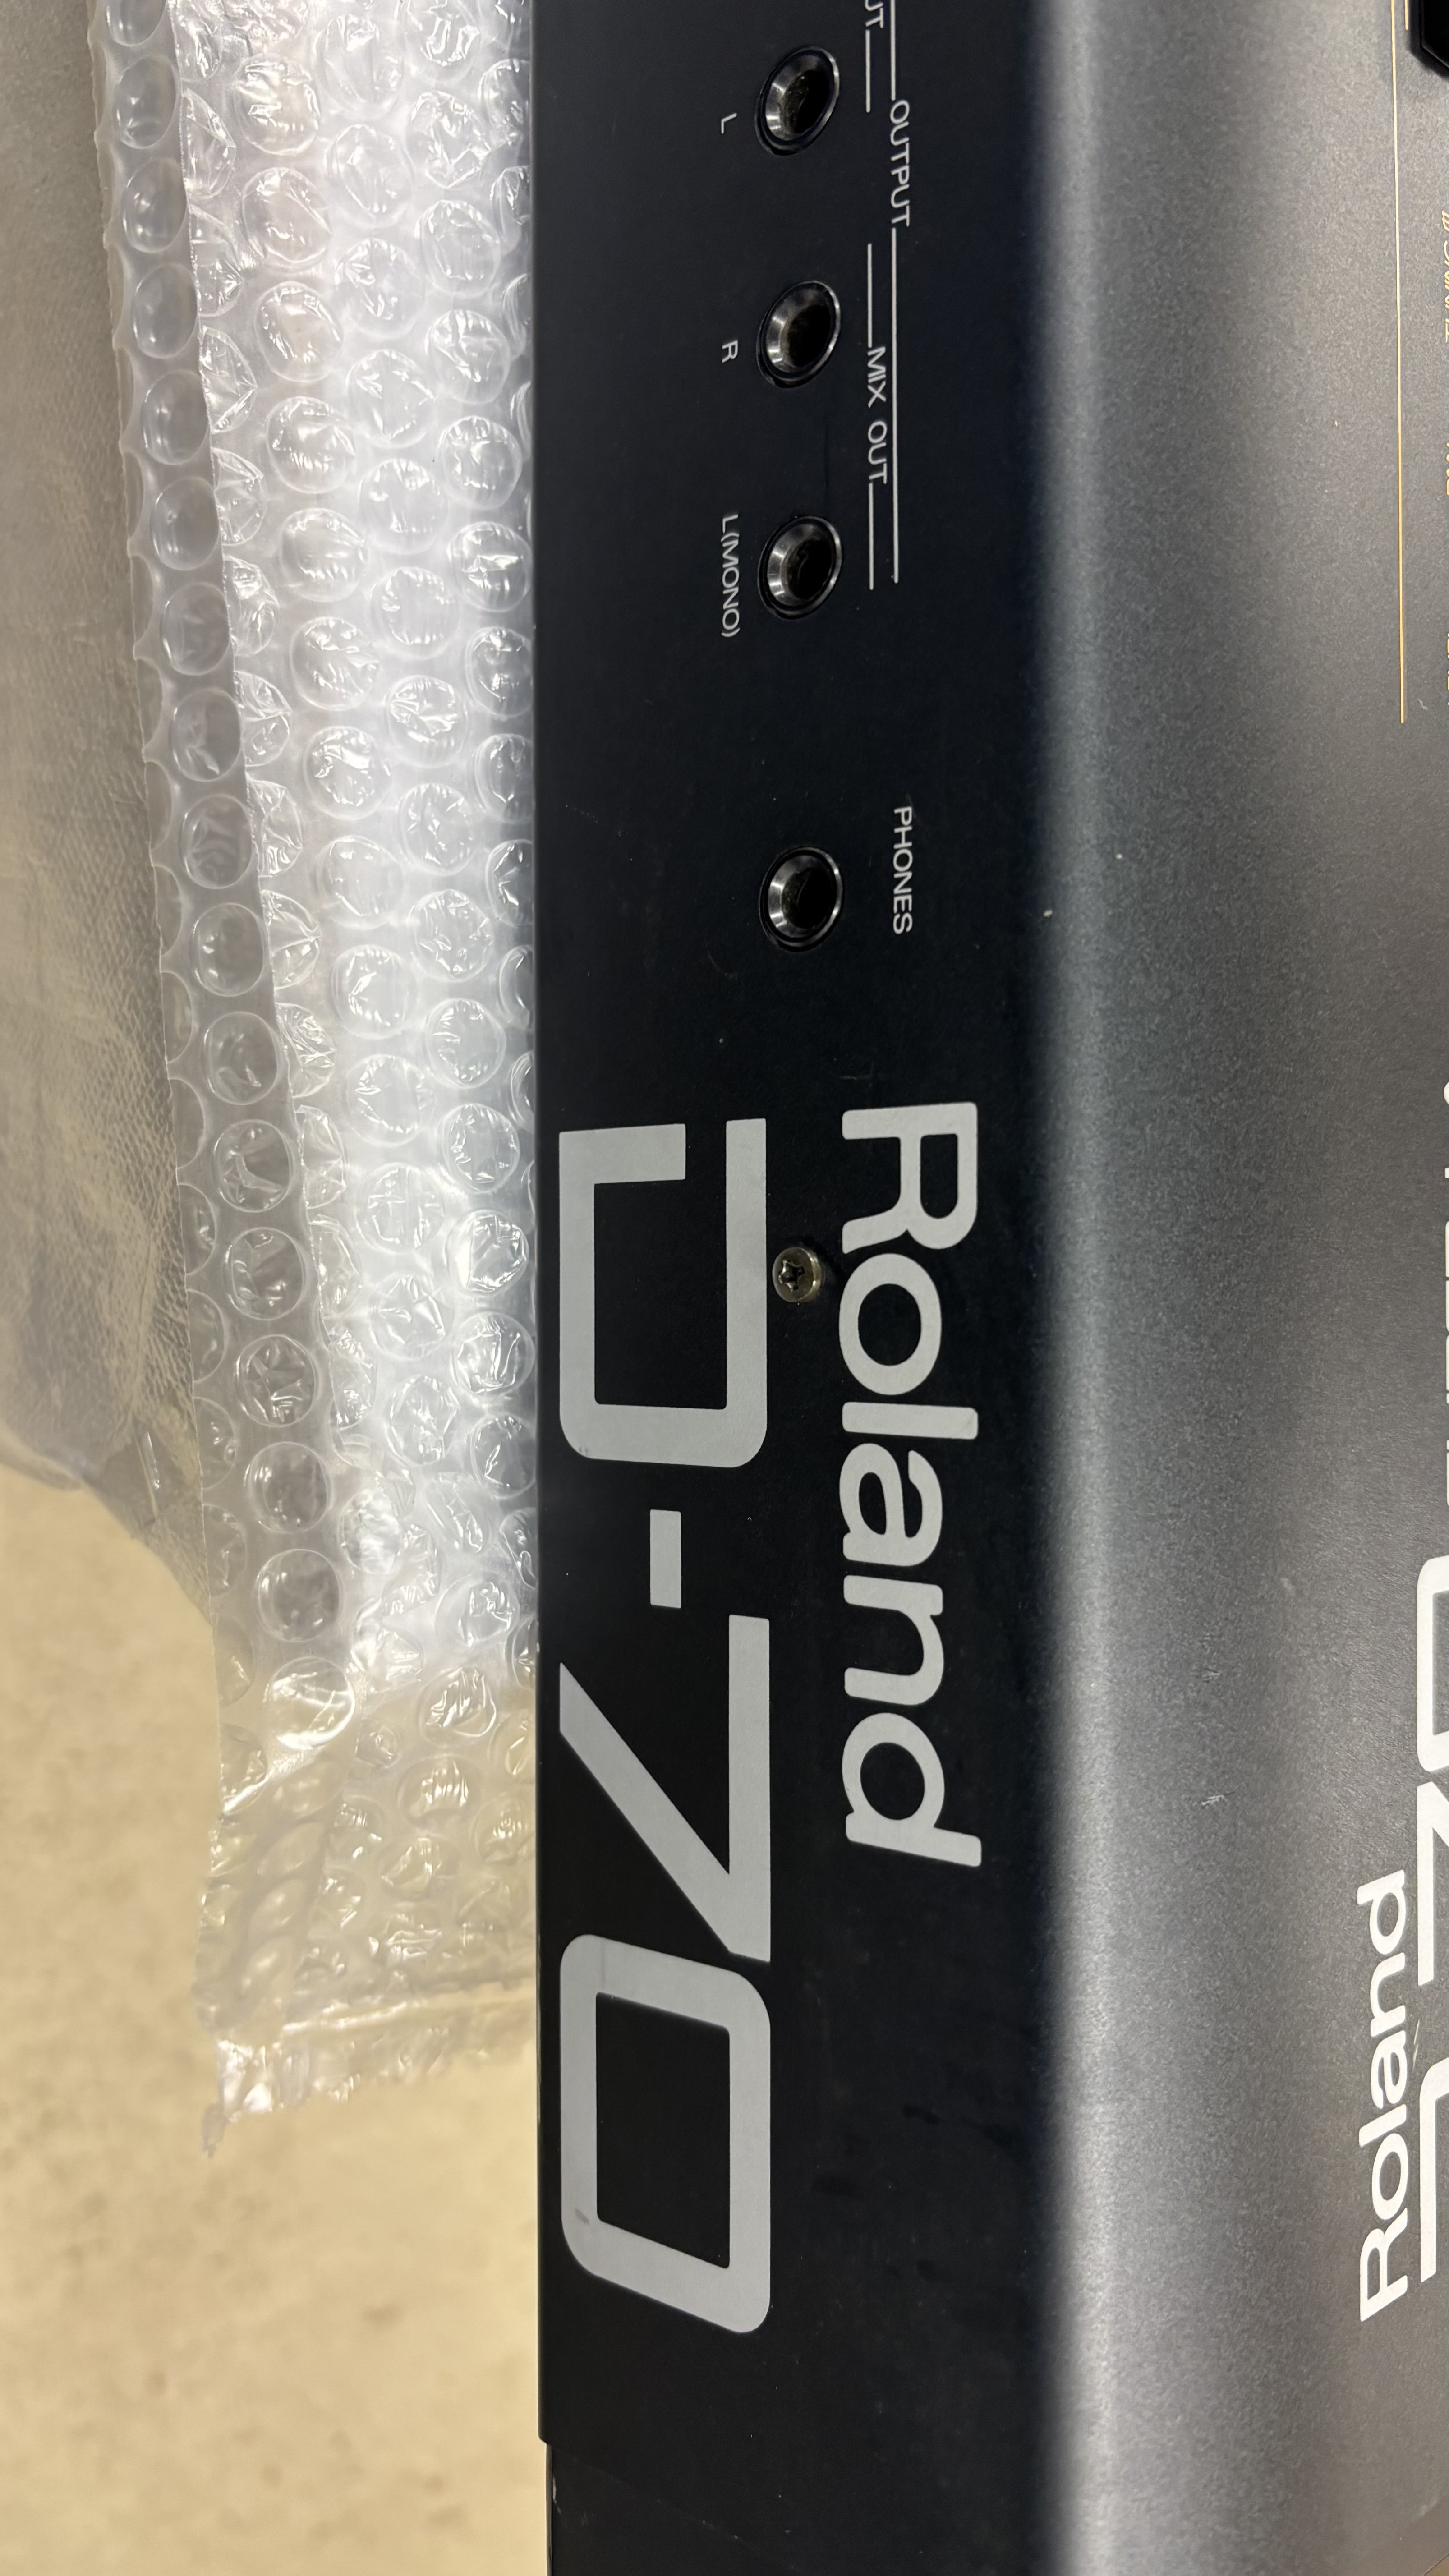 OUTPUT
MIX OUT
L
R
L(MONO)
PHONES
Roland
D-70
Roland